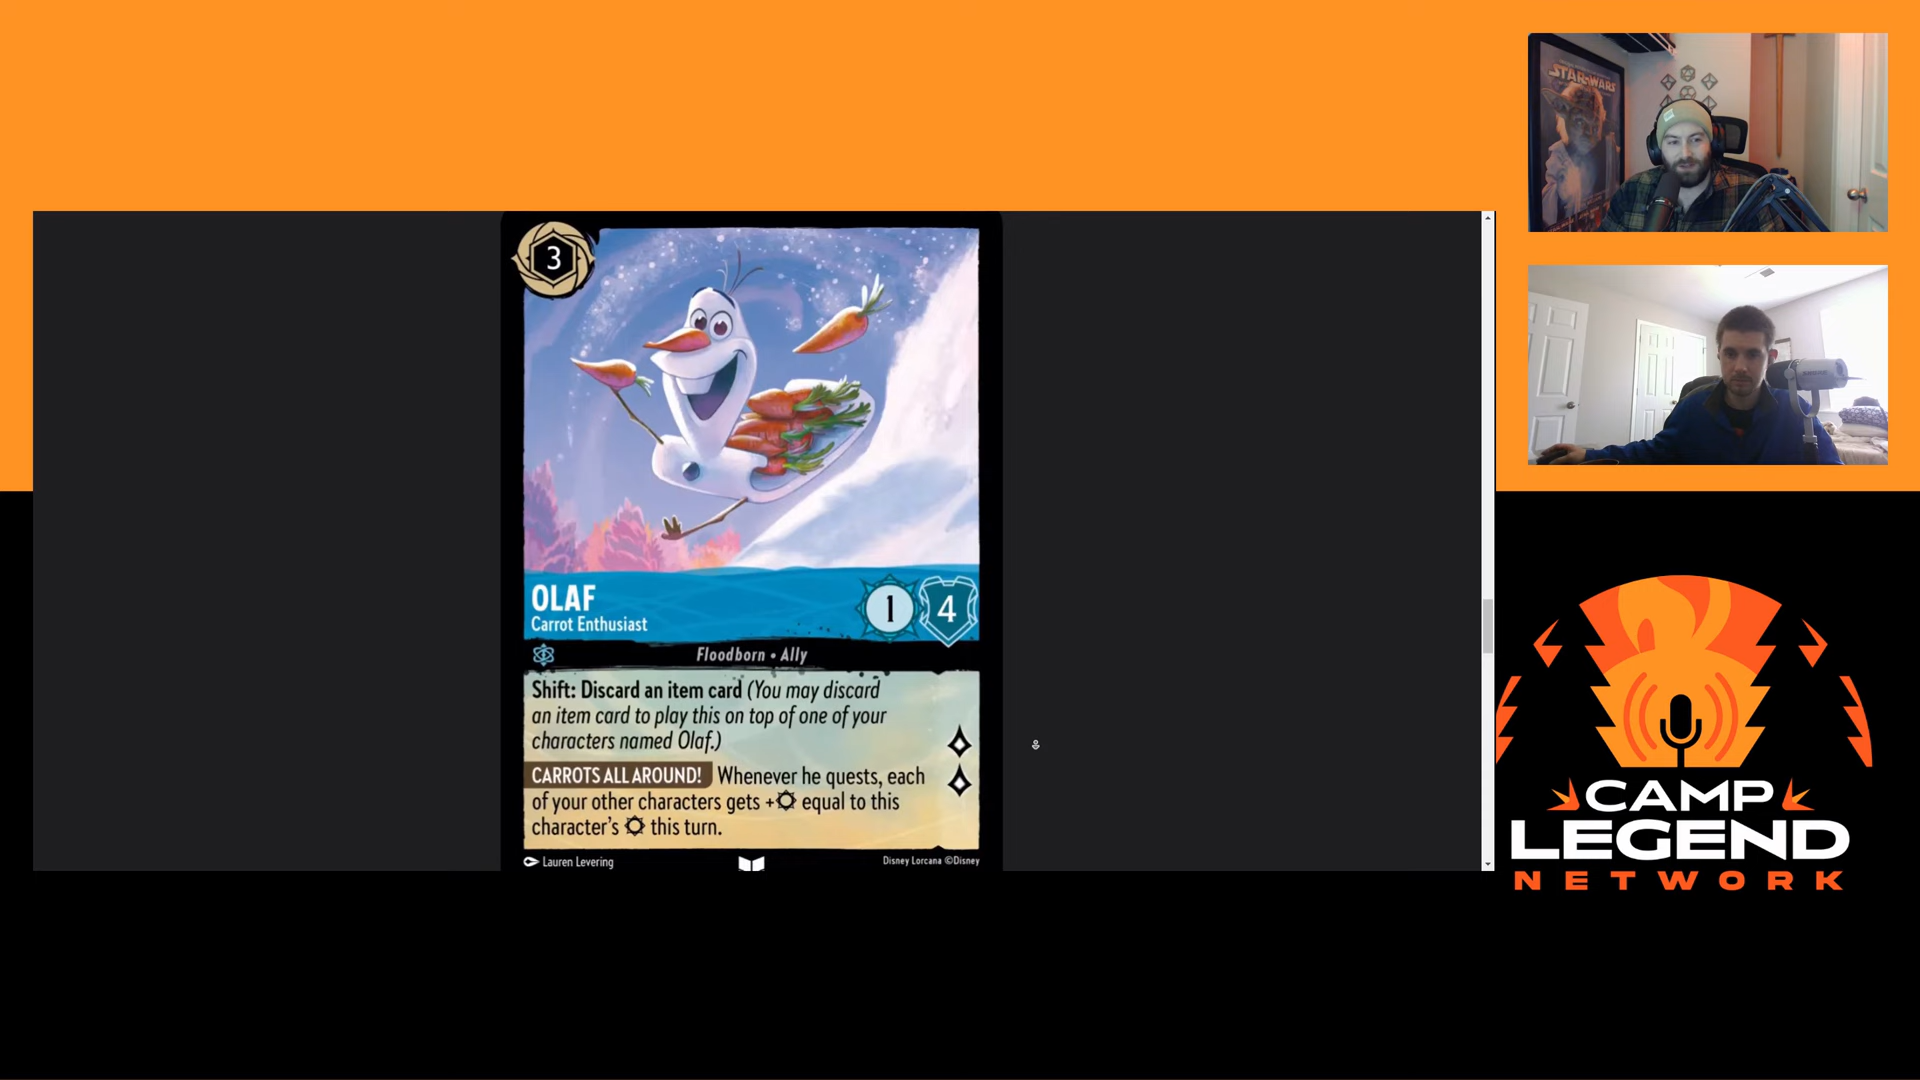 STAR WARS
3
OLAF
Carrot Enthusiast
1
4
Floodborn • Ally
Shift: Discard an item card (You may discard
an item card to play this on top of one of your
characters named Olaf.)
CARROTS ALL AROUND! Whenever he quests, each
of your other characters gets + equal to this
character's this turn.
Lauren Levering
Disney Lorcana ©Disney
SHURE
CAMP
LEGEND
NETWORK